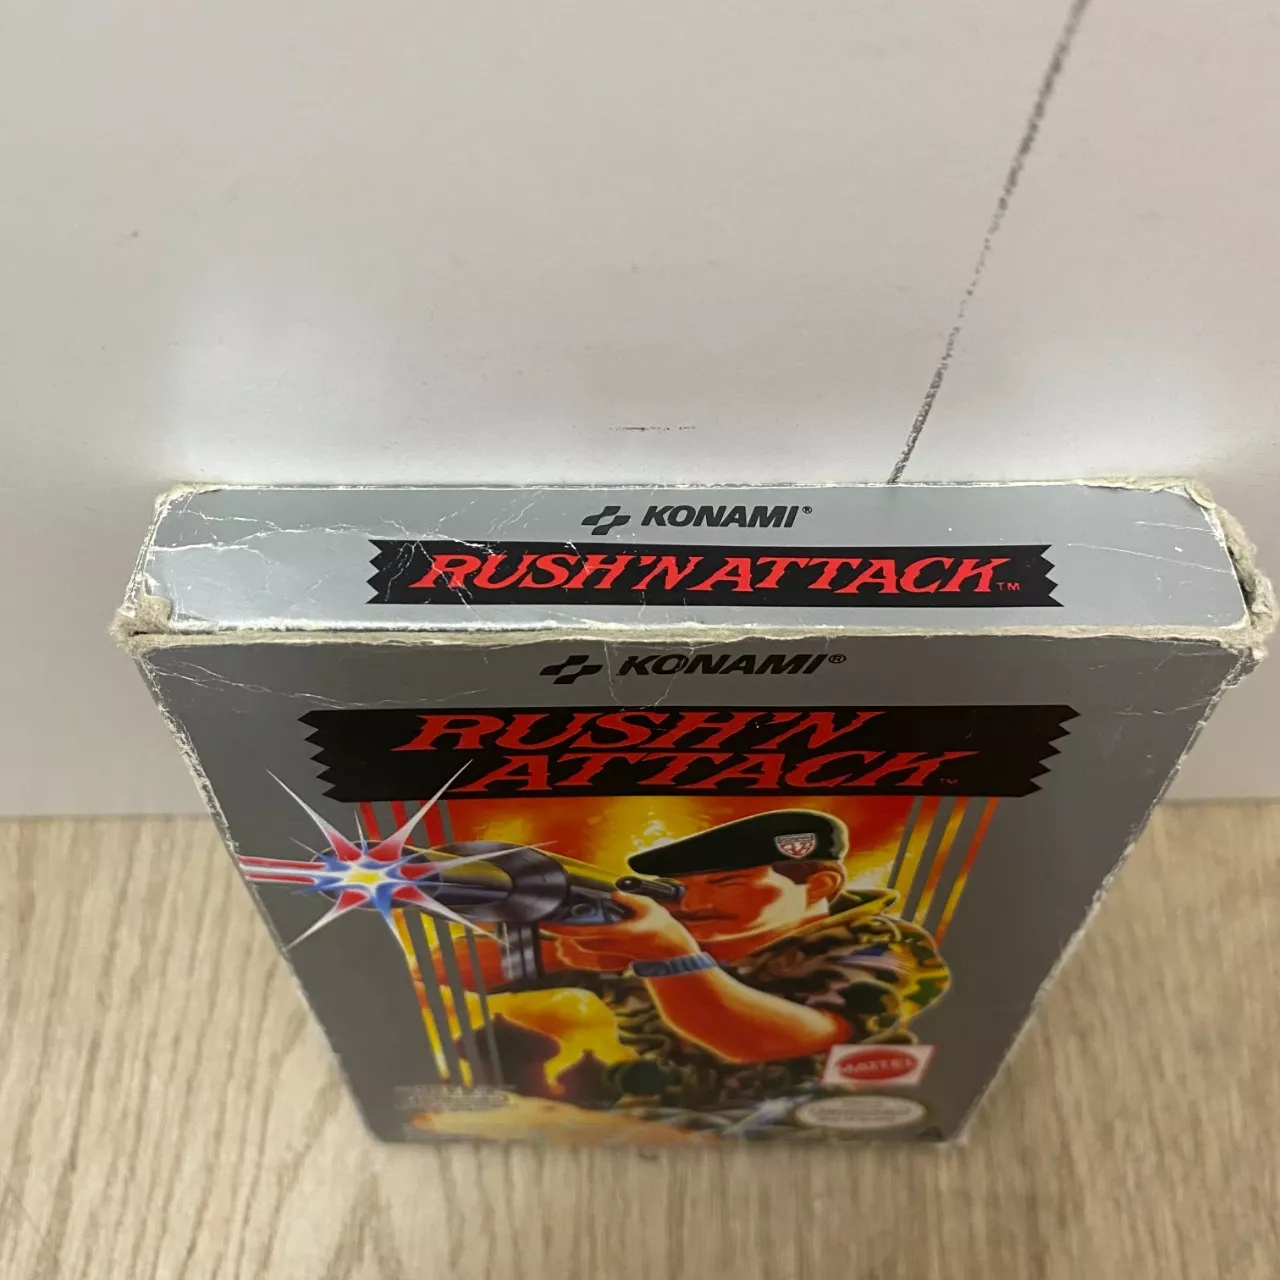 KONAMI®
RUSH'N ATTACK™
KONAMI®
RUSH'N
ATTACK™
MATTEL